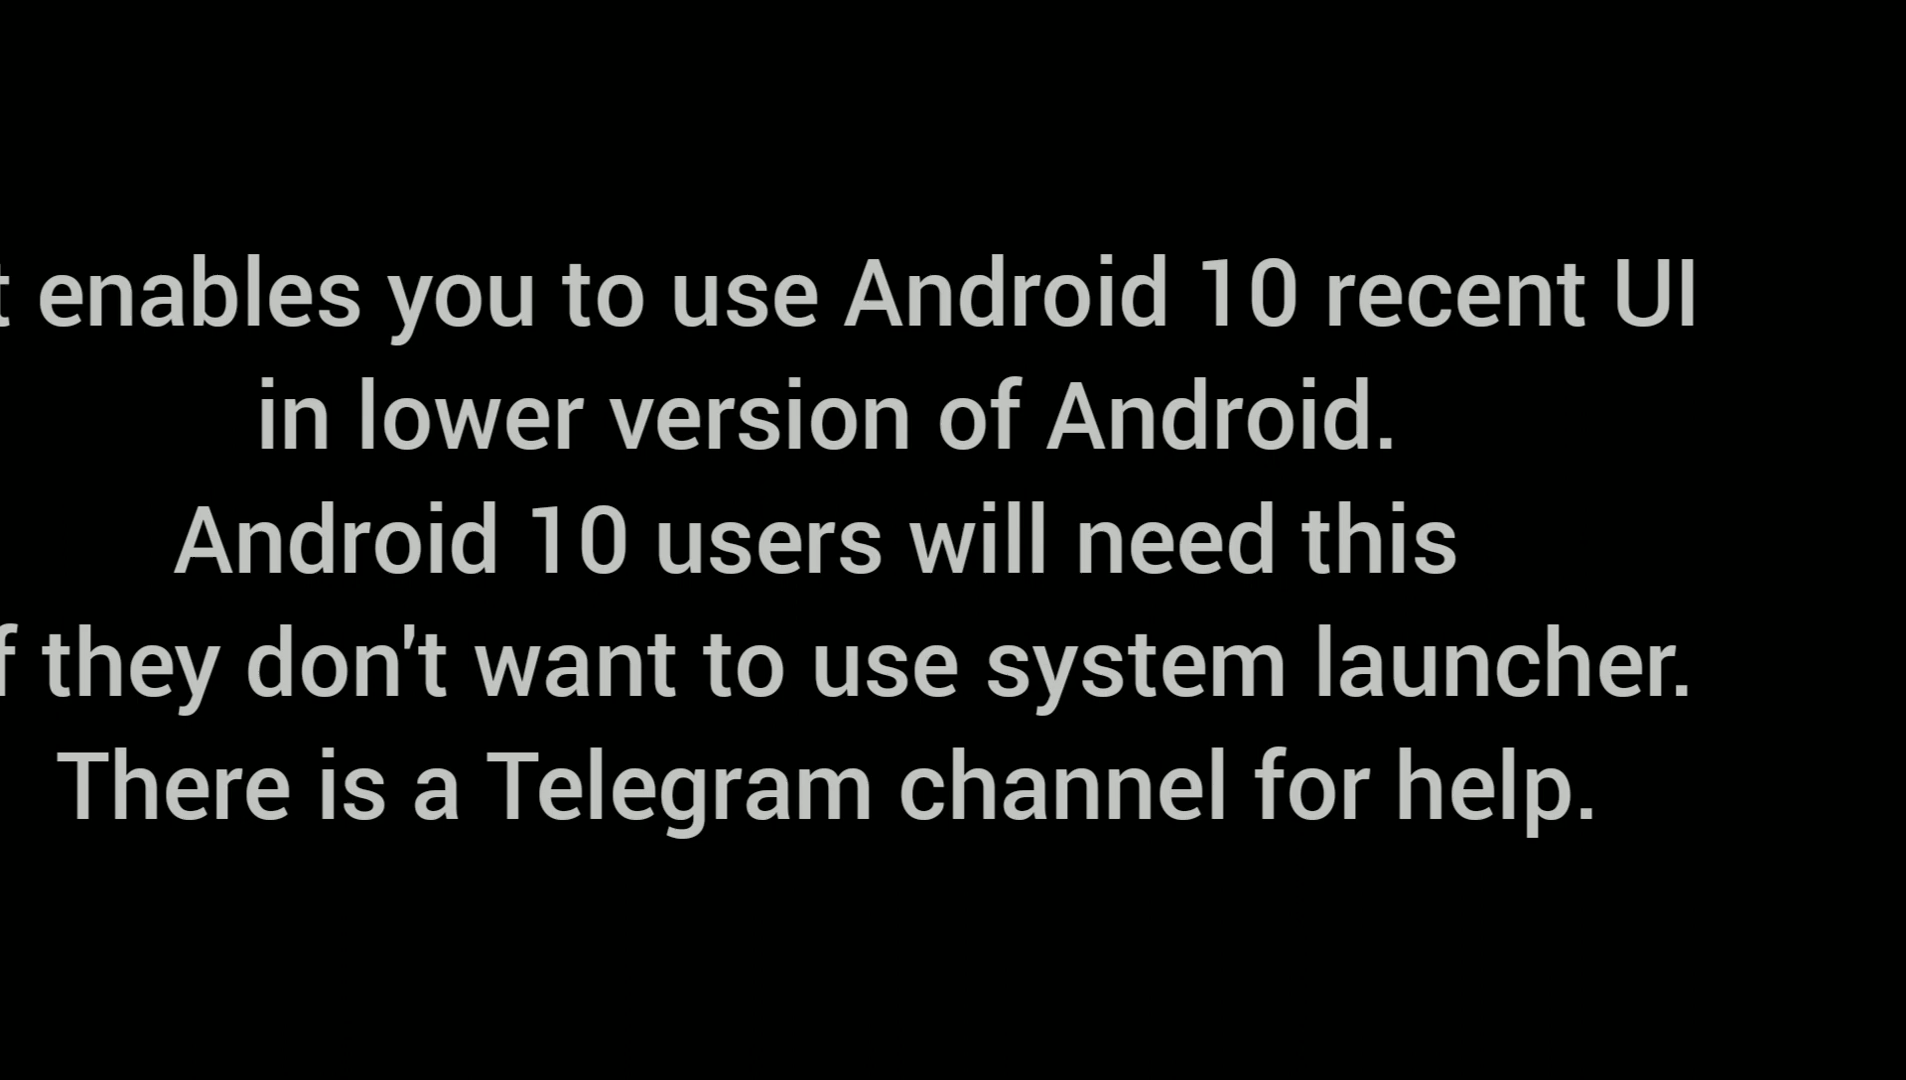 t enables you to use Android 10 recent UI
in lower version of Android.
Android 10 users will need this
f they don't want to use system launcher.
There is a Telegram channel for help.